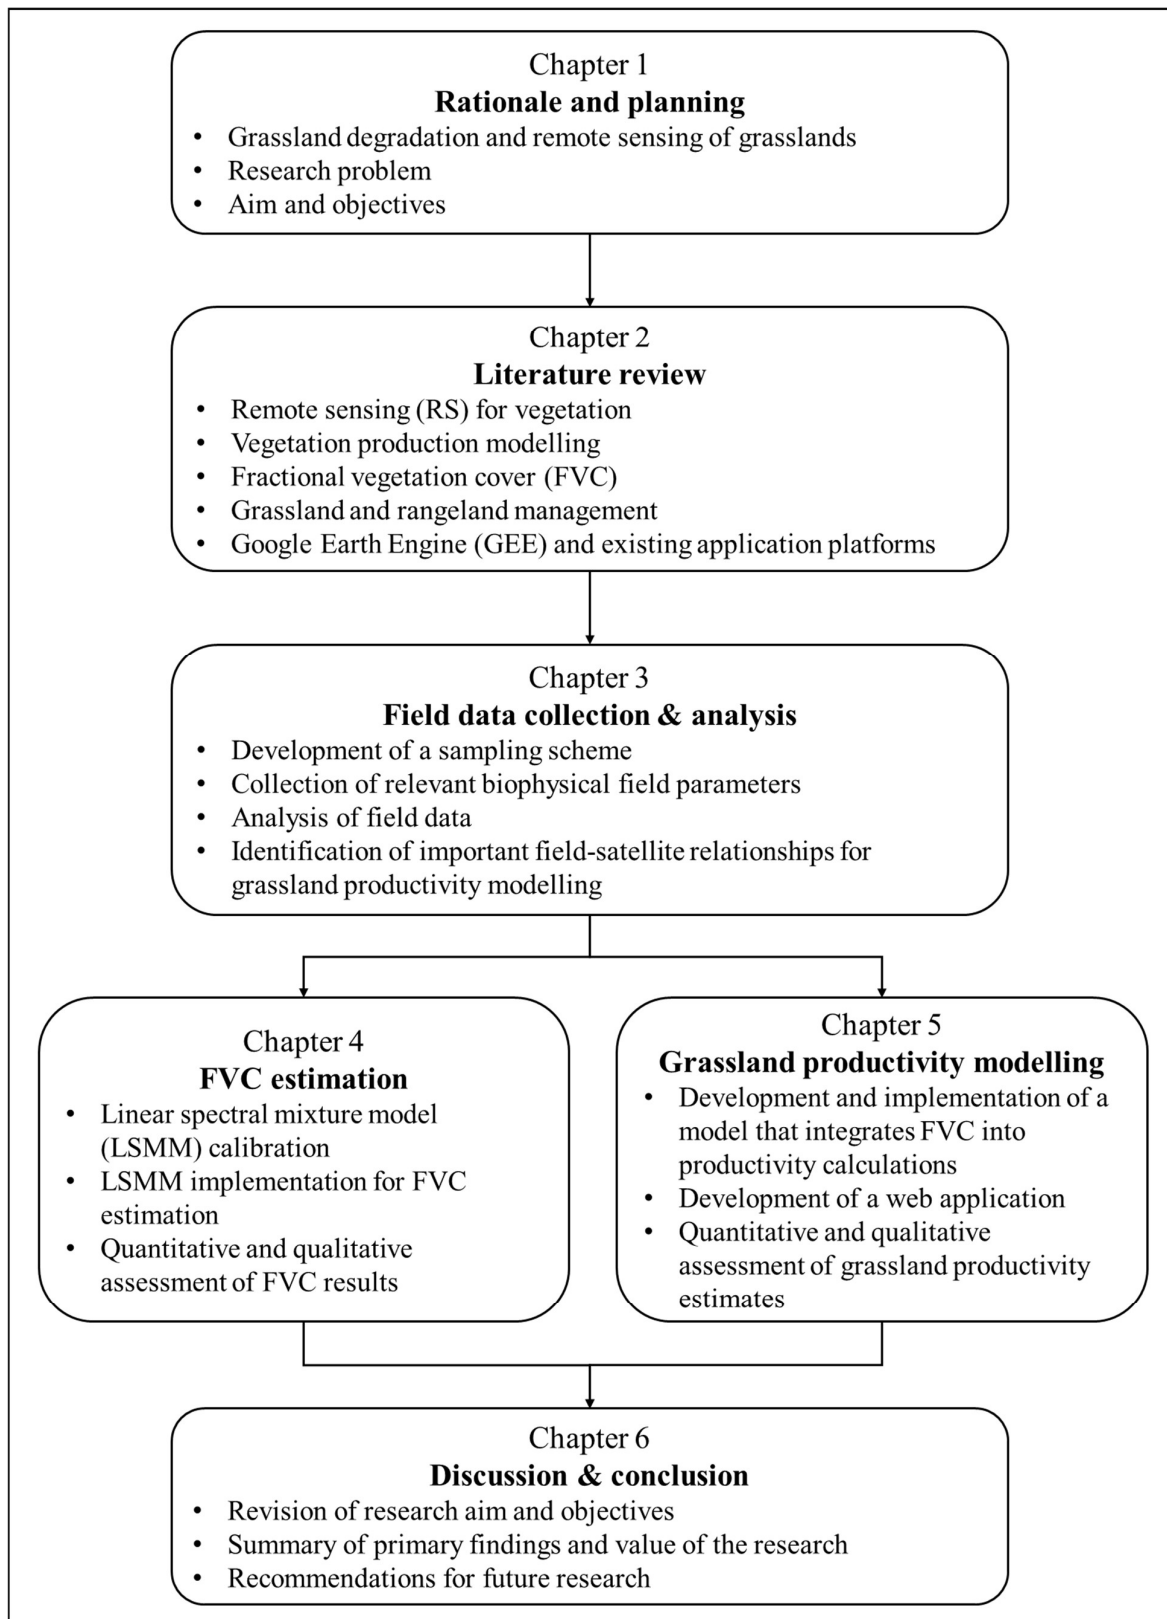 Chapter 1
Rationale and planning
• Grassland degradation and remote sensing of grasslands
• Research problem
• Aim and objectives
Chapter 2
Literature review
• Remote sensing (RS) for vegetation
• Vegetation production modelling
• Fractional vegetation cover (FVC)
• Grassland and rangeland management
• Google Earth Engine (GEE) and existing application platforms
Chapter 3
Field data collection & analysis
• Development of a sampling scheme
• Collection of relevant biophysical field parameters
• Analysis of field data
• Identification of important field-satellite relationships for
grassland productivity modelling
Chapter 4
FVC estimation
• Linear spectral mixture model
(LSMM) calibration
• LSMM implementation for FVC
estimation
• Quantitative and qualitative
assessment of FVC results
Chapter 5
Grassland productivity modelling
• Development and implementation of a
model that integrates FVC into
productivity calculations
• Development of a web application
• Quantitative and qualitative
assessment of grassland productivity
estimates
Chapter 6
Discussion & conclusion
• Revision of research aim and objectives
• Summary of primary findings and value of the research
• Recommendations for future research